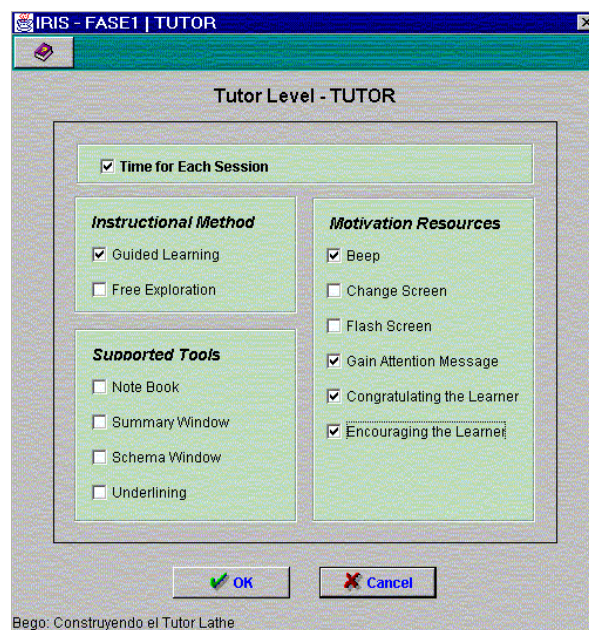 IRIS - FASE1 | TUTOR
Tutor Level - TUTOR
Time for Each Session
Instructional Method
Guided Learning
Free Exploration
Supported Tools
Note Book
Summary Window
Schema Window
Underlining
Motivation Resources
Beep
Change Screen
Flash Screen
Gain Attention Message
Congratulating the Learner
Encouraging the Learner
OK
Cancel
Bego: Construyendo el Tutor Lathe